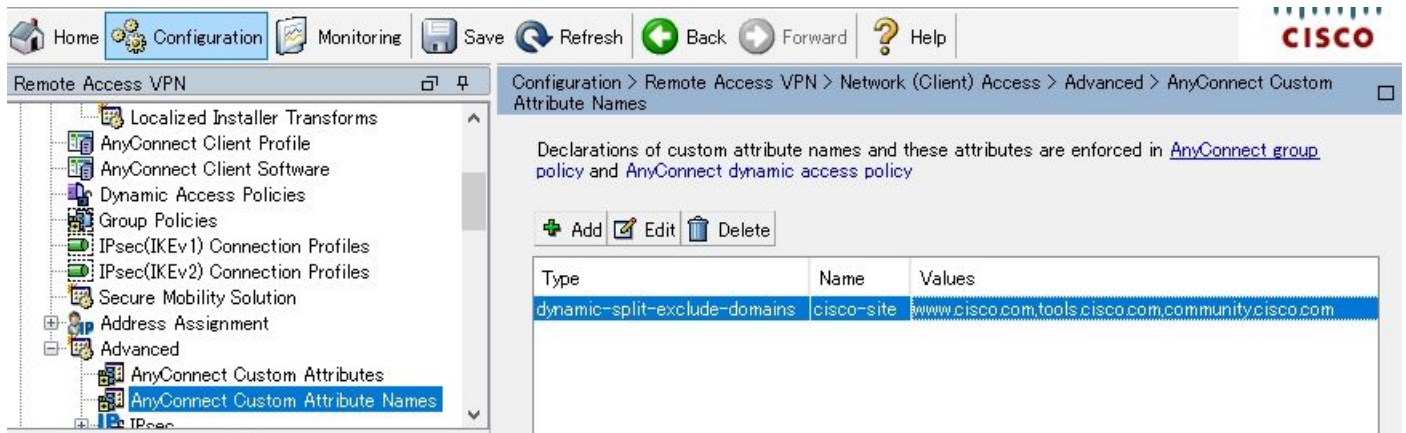 Home Configuration Monitoring Save Refresh Back Forward Help
CISCO
Remote Access VPN
Localized Installer Transforms
AnyConnect Client Profile
AnyConnect Client Software
Dynamic Access Policies
Group Policies
IPsec(IKEv1) Connection Profiles
IPsec(IKEv2) Connection Profiles
Secure Mobility Solution
Address Assignment
Advanced
AnyConnect Custom Attributes
AnyConnect Custom Attribute Names
IPsec
Configuration > Remote Access VPN > Network (Client) Access > Advanced > AnyConnect Custom
Attribute Names
Declarations of custom attribute names and these attributes are enforced in AnyConnect group
policy and AnyConnect dynamic access policy
Add Edit Delete
Type Name Values
dynamic-split-exclude-domains cisco-site www.cisco.com,tools.cisco.com,community.cisco.com